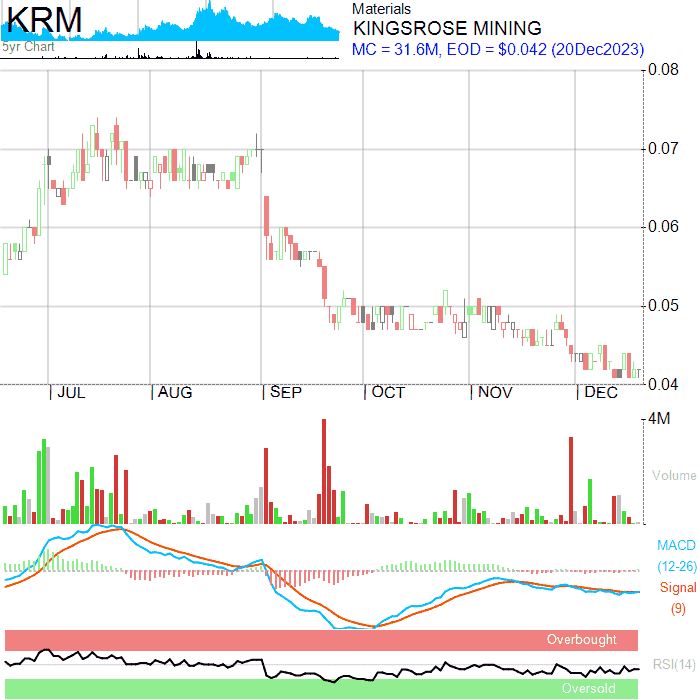 KRM
5yr Chart
Materials
KINGSROSE MINING
MC = 31.6M, EOD = $0.042 (20Dec2023)
0.08
0.07
0.06
0.05
0.04
JUL AUG SEP OCT NOV DEC
4M
Volume
MACD
(12-26)
Signal
(9)
Overbought
RSI(14)
Oversold